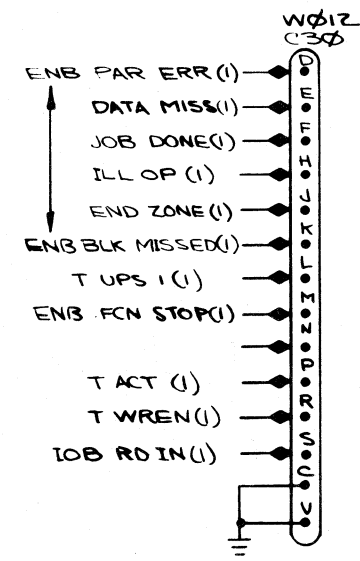 WØ12
C3Ø
D
ENB PAR ERR(1)
E
DATA MISS(1)
F
JOB DONE(1)
H
ILL OP (1)
J
END ZONE(1)
K
ENB BLK MISSED(1)
L
T UPS 1(1)
M
ENB FCN STOP(1)
N
P
T ACT (1)
R
T WREN(1)
S
IOB RD IN(1)
C
V